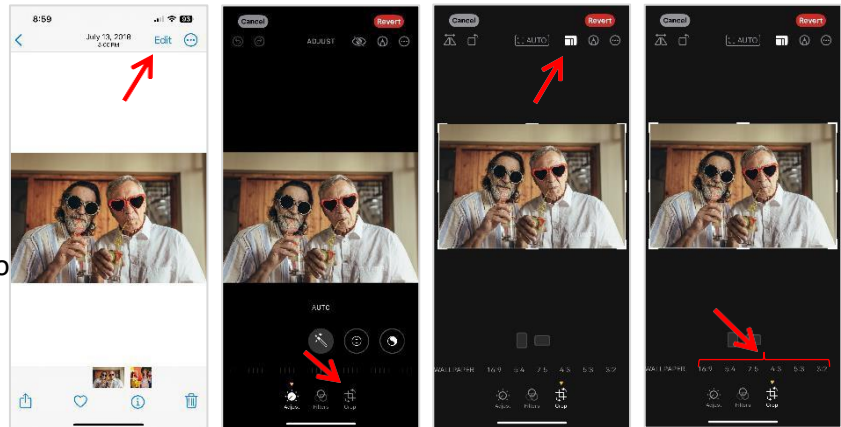 8:59
93
July 13, 2018
Edit
Cancel
Revert
ADJUST
AUTO
Adjust
Filters
Crop
Cancel
Revert
AUTO
WALLPAPER 16:9 5:4 7:5 4:3 5:3 3:2
Adjust
Filters
Crop
Cancel
Revert
AUTO
WALLPAPER 16:9 5:4 7:5 4:3 5:3 3:2
Adjust
Filters
Crop